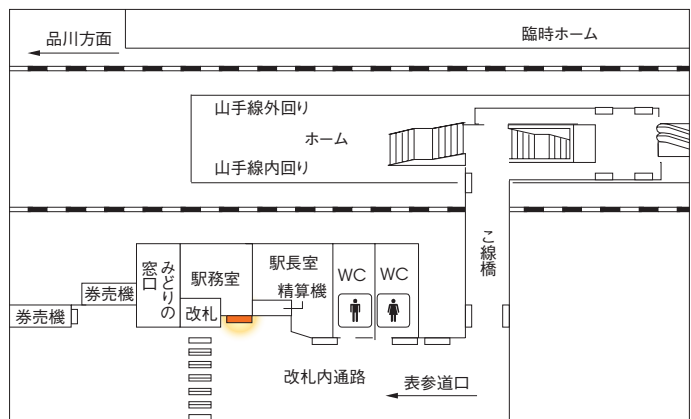 品川方面
臨時ホーム
山手線外回り
ホーム
山手線内回り
こ線橋
みどりの
窓口
駅務室
駅長室
精算機
WC
WC
券売機
券売機
改札
改札内通路
表参道口